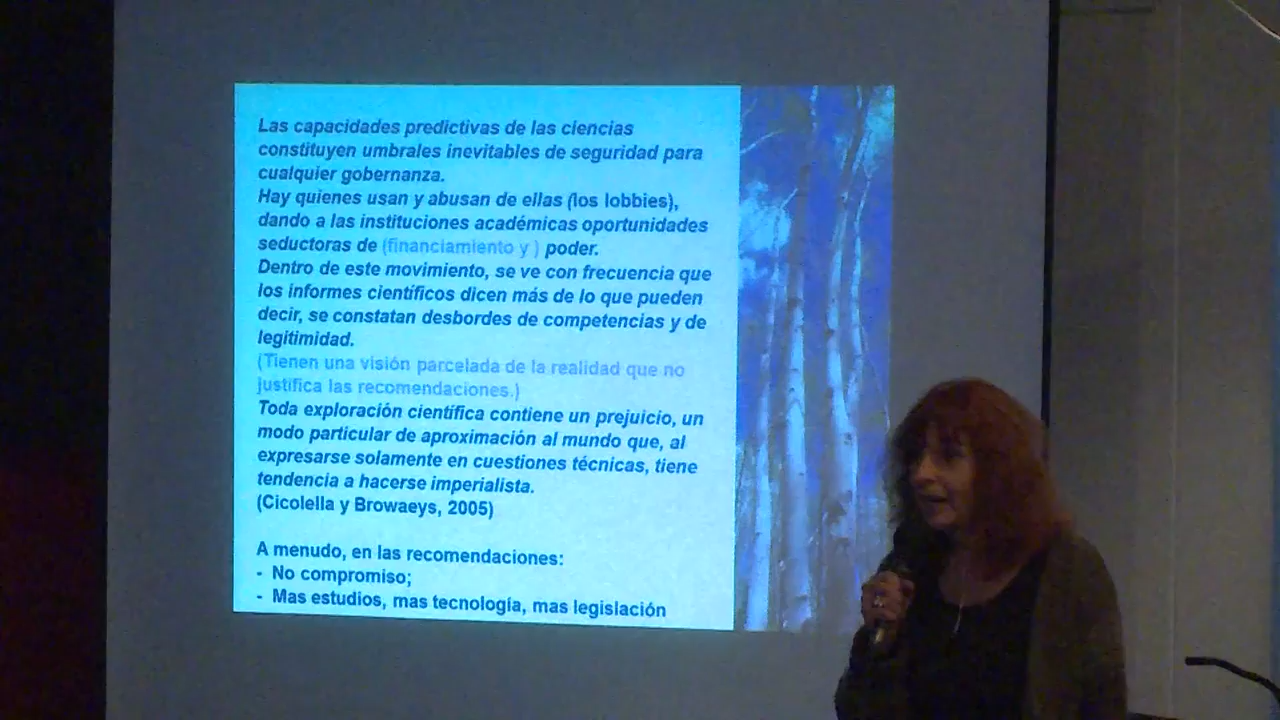 Las capacidades predictivas de las ciencias
constituyen umbrales inevitables de seguridad para
cualquier gobernanza.
Hay quienes usan y abusan de ellas (los lobbies),
dando a las instituciones académicas oportunidades
seductoras de (financiamiento y ) poder.
Dentro de este movimiento, se ve con frecuencia que
los informes científicos dicen más de lo que pueden
decir, se constatan desbordes de competencias y de
legitimidad.
(Tienen una visión parcelada de la realidad que no
justifica las recomendaciones.)
Toda exploración científica contiene un prejuicio, un
modo particular de aproximación al mundo que, al
expresarse solamente en cuestiones técnicas, tiene
tendencia a hacerse imperialista.
(Cicolella y Browaeys, 2005)
A menudo, en las recomendaciones:
- No compromiso;
- Mas estudios, mas tecnología, mas legislación